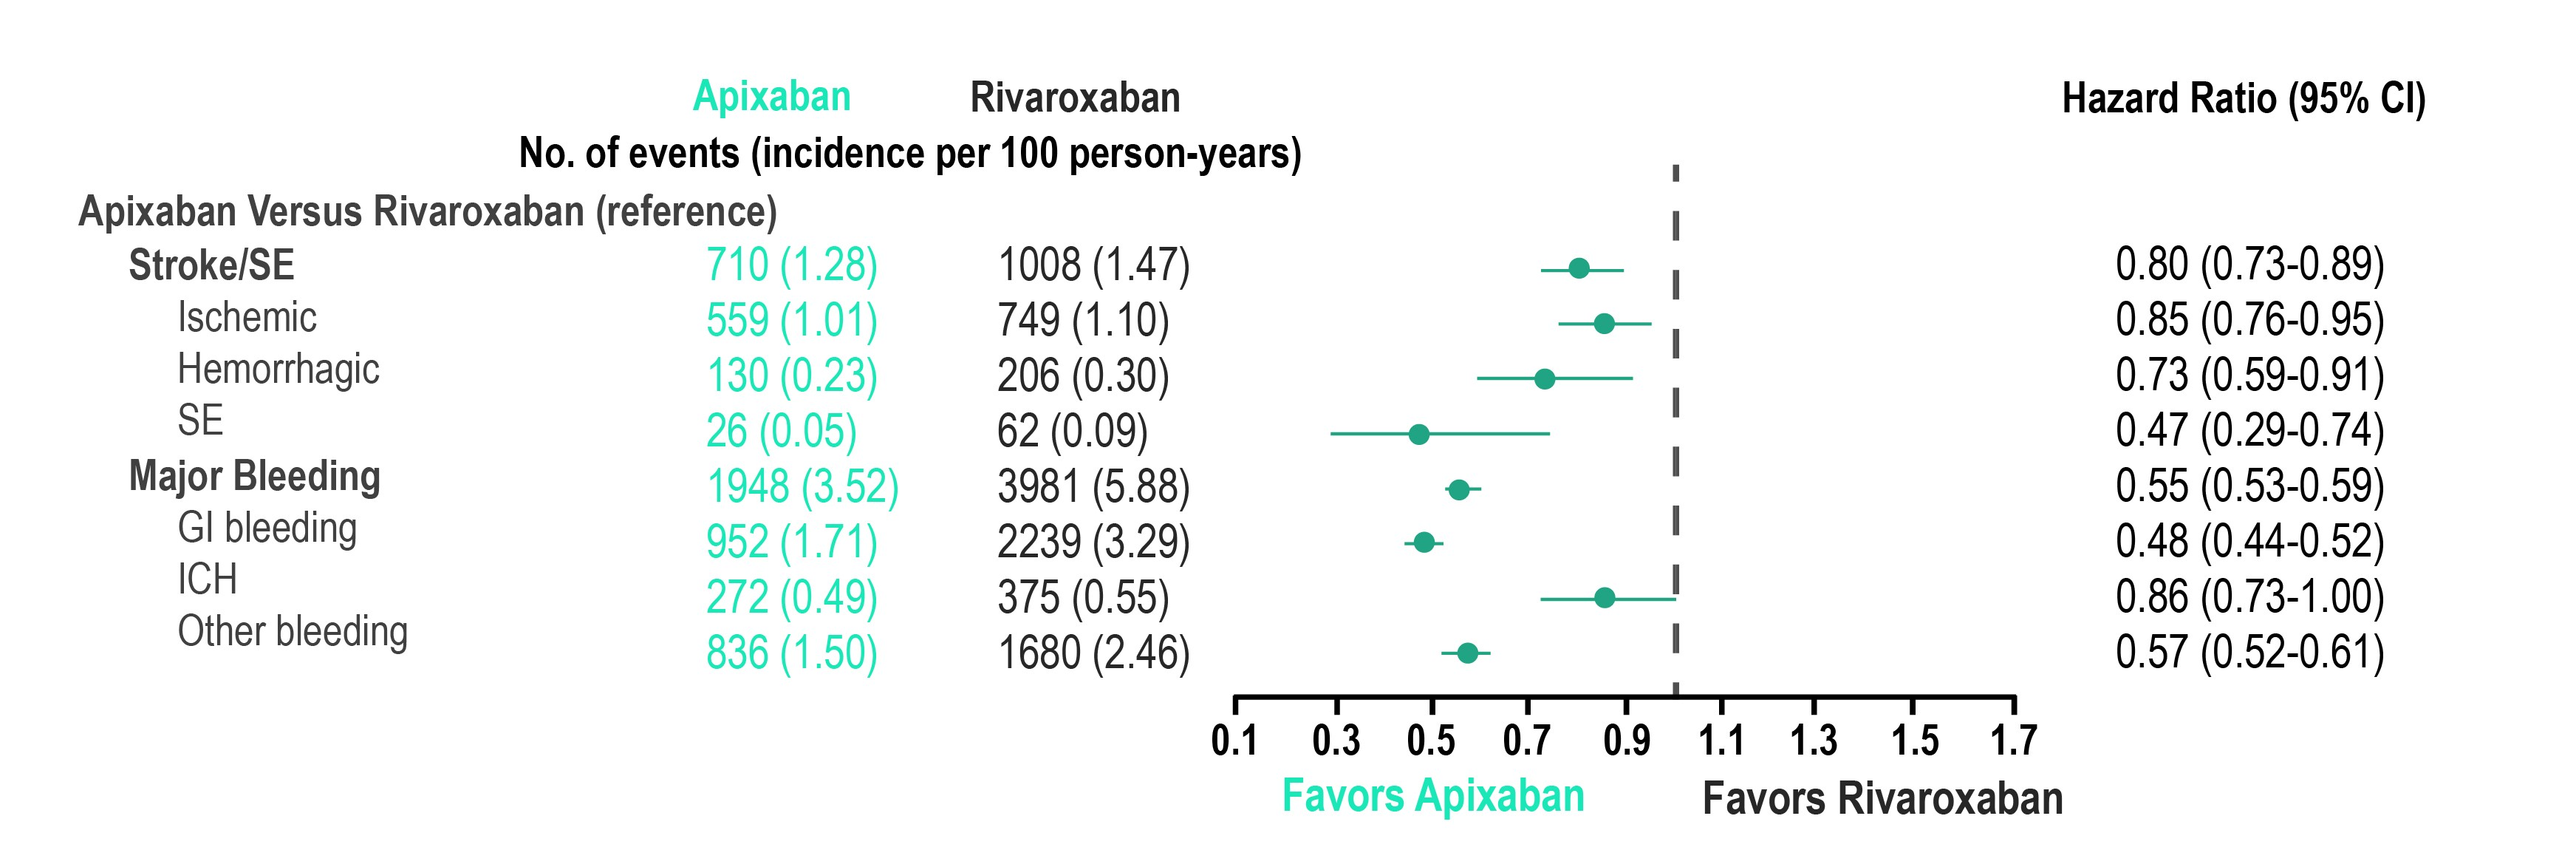 Apixaban Rivaroxaban Hazard Ratio (95% CI)
No. of events (incidence per 100 person-years)
Apixaban Versus Rivaroxaban (reference)
Stroke/SE 710 (1.28) 1008 (1.47) 0.80 (0.73-0.89)
Ischemic 559 (1.01) 749 (1.10) 0.85 (0.76-0.95)
Hemorrhagic 130 (0.23) 206 (0.30) 0.73 (0.59-0.91)
SE 26 (0.05) 62 (0.09) 0.47 (0.29-0.74)
Major Bleeding 1948 (3.52) 3981 (5.88) 0.55 (0.53-0.59)
GI bleeding 952 (1.71) 2239 (3.29) 0.48 (0.44-0.52)
ICH 272 (0.49) 375 (0.55) 0.86 (0.73-1.00)
Other bleeding 836 (1.50) 1680 (2.46) 0.57 (0.52-0.61)
0.1 0.3 0.5 0.7 0.9 1.1 1.3 1.5 1.7
Favors Apixaban Favors Rivaroxaban